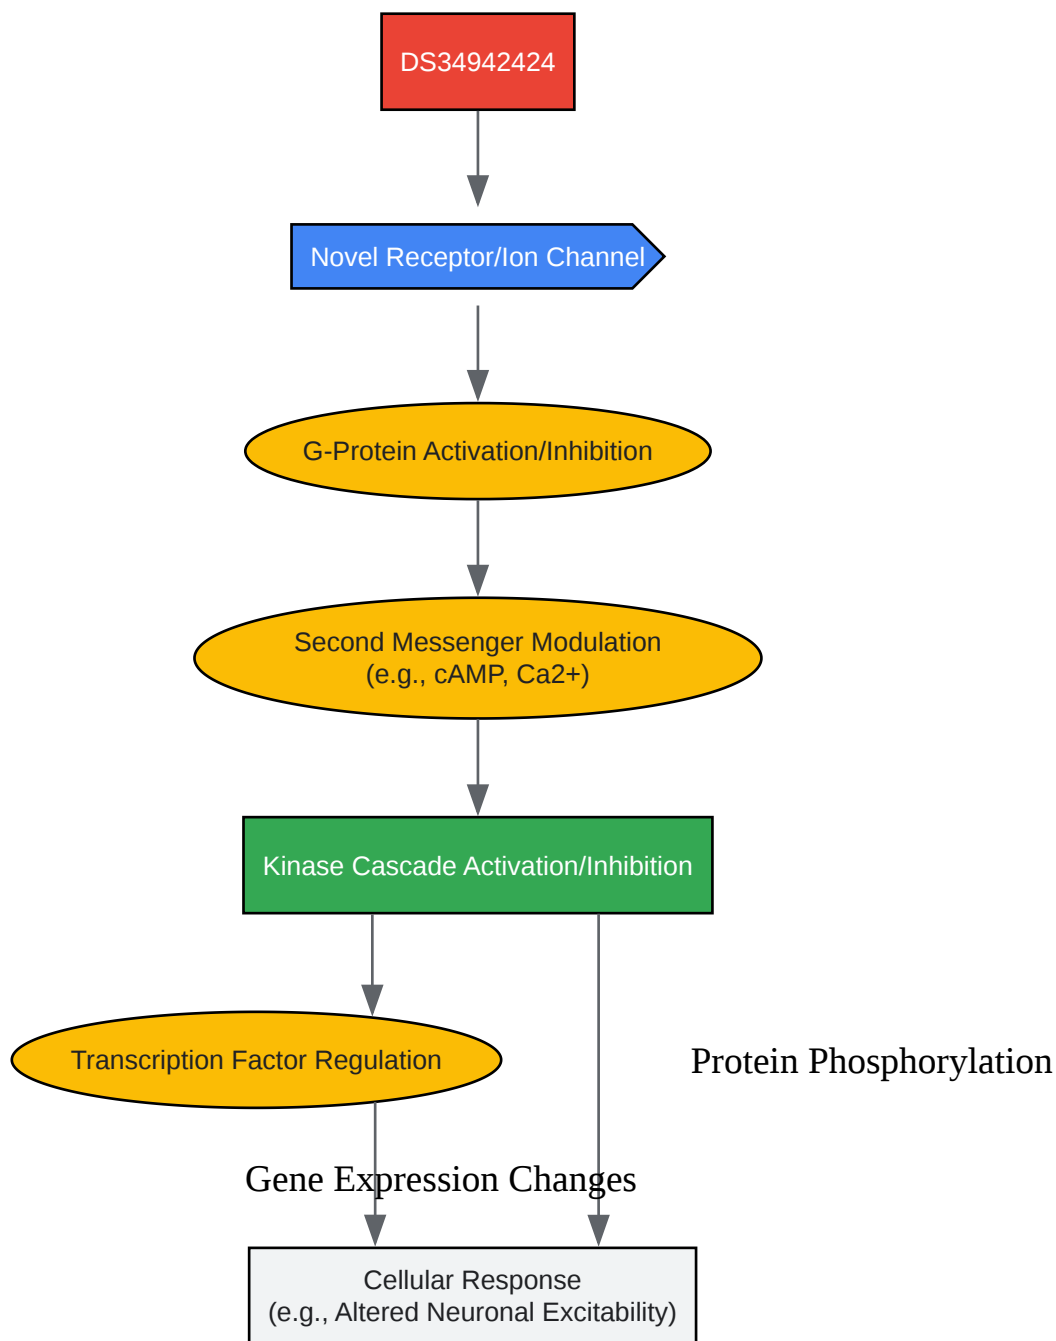 DS34942424
Novel Receptor/Ion Channel
G-Protein Activation/Inhibition
Second Messenger Modulation
(e.g., cAMP, Ca2+)
Kinase Cascade Activation/Inhibition
Transcription Factor Regulation
Protein Phosphorylation
Gene Expression Changes
Cellular Response
(e.g., Altered Neuronal Excitability)